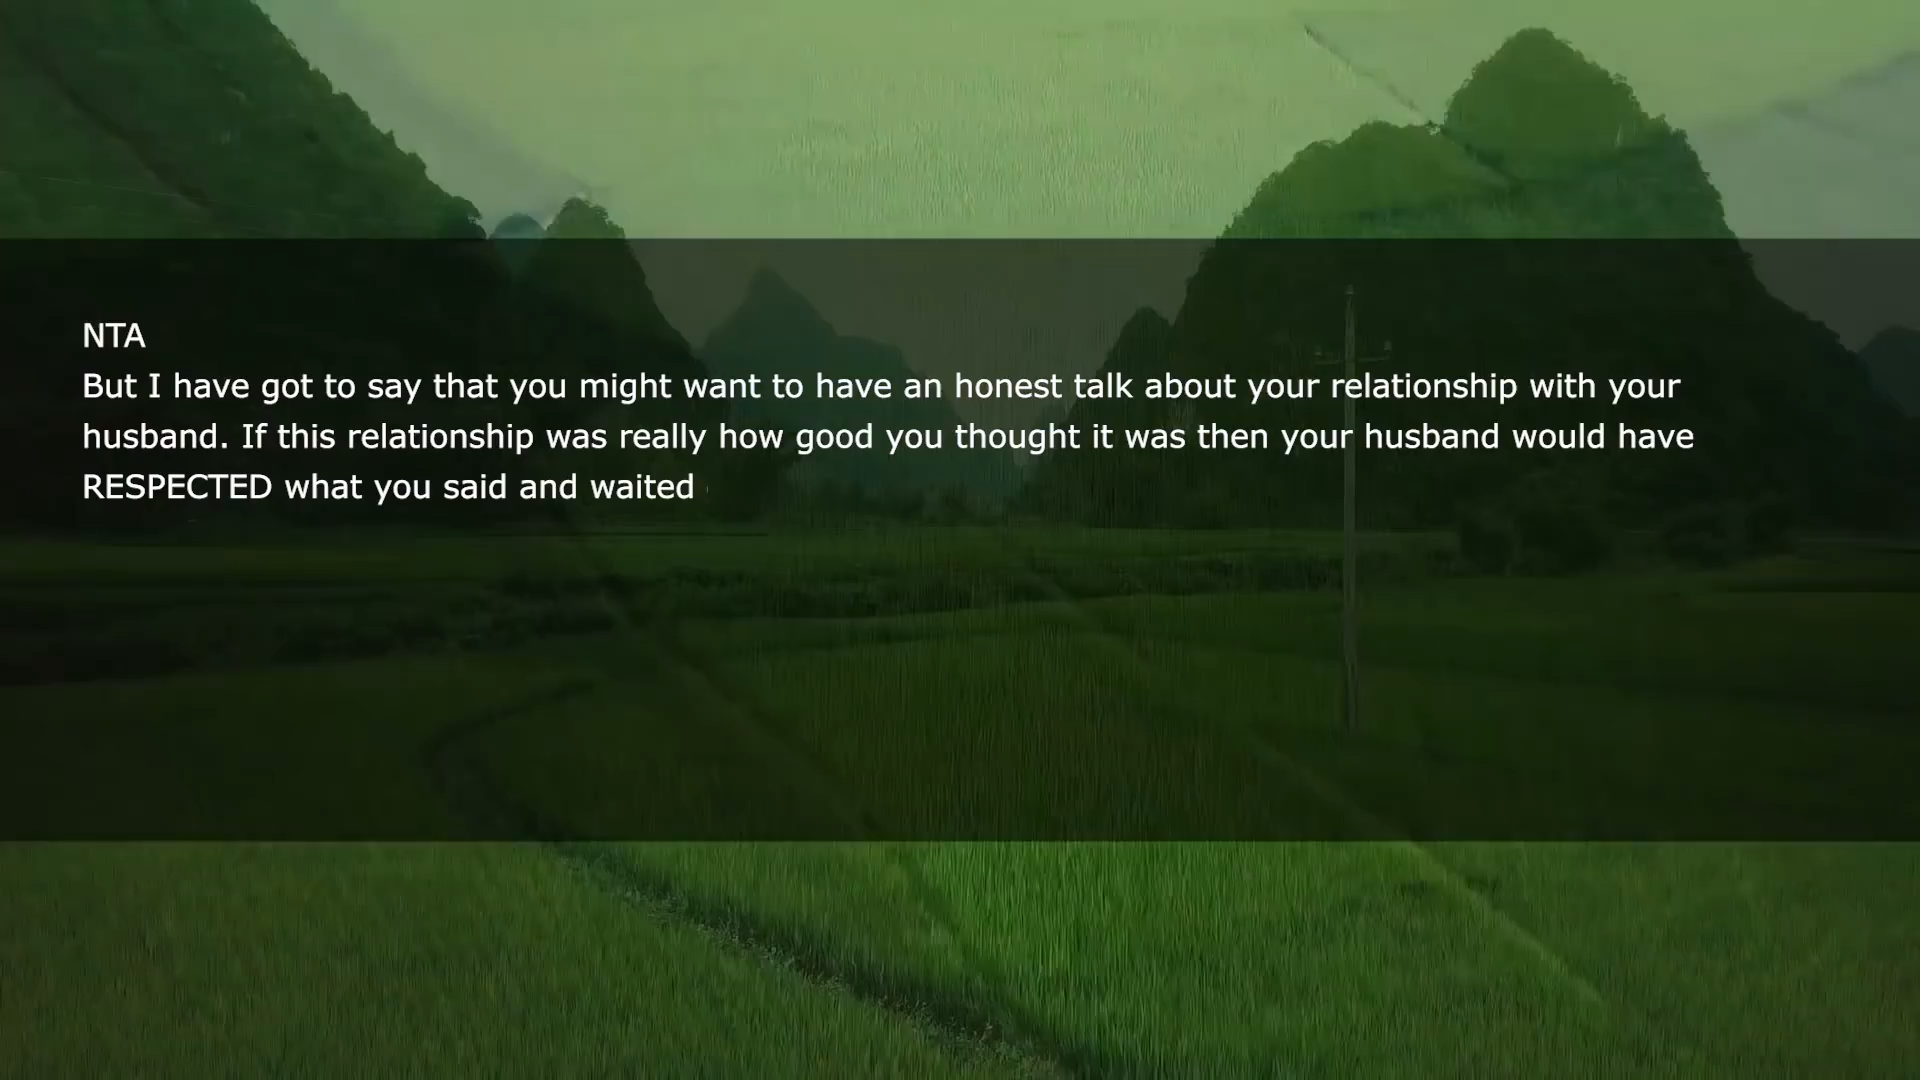 NTA
But I have got to say that you might want to have an honest talk about your relationship with your
husband. If this relationship was really how good you thought it was then your husband would have
RESPECTED what you said and waited